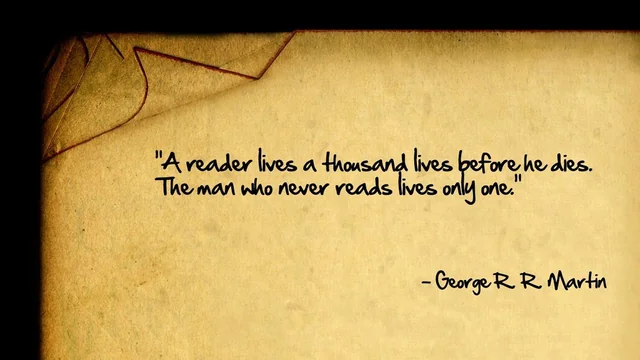 "A reader lives a thousand lives before he dies.
The man who never reads lives only one."
- George R. R. Martin